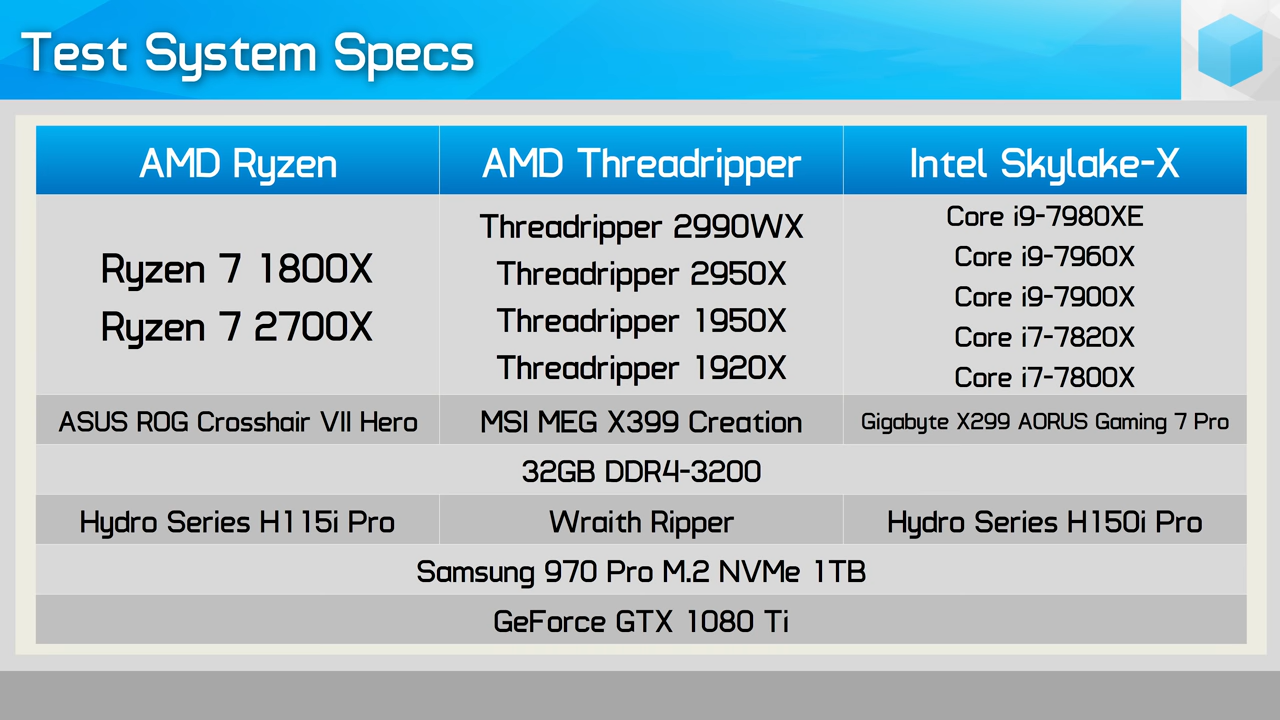 Test System Specs
AMD Ryzen
AMD Threadripper
Intel Skylake-X
Ryzen 7 1800X
Ryzen 7 2700X
Threadripper 2990WX
Threadripper 2950X
Threadripper 1950X
Threadripper 1920X
Core i9-7980XE
Core i9-7960X
Core i9-7900X
Core i7-7820X
Core i7-7800X
ASUS ROG Crosshair VII Hero
MSI MEG X399 Creation
Gigabyte X299 AORUS Gaming 7 Pro
32GB DDR4-3200
Hydro Series H115i Pro
Wraith Ripper
Hydro Series H150i Pro
Samsung 970 Pro M.2 NVMe 1TB
GeForce GTX 1080 Ti